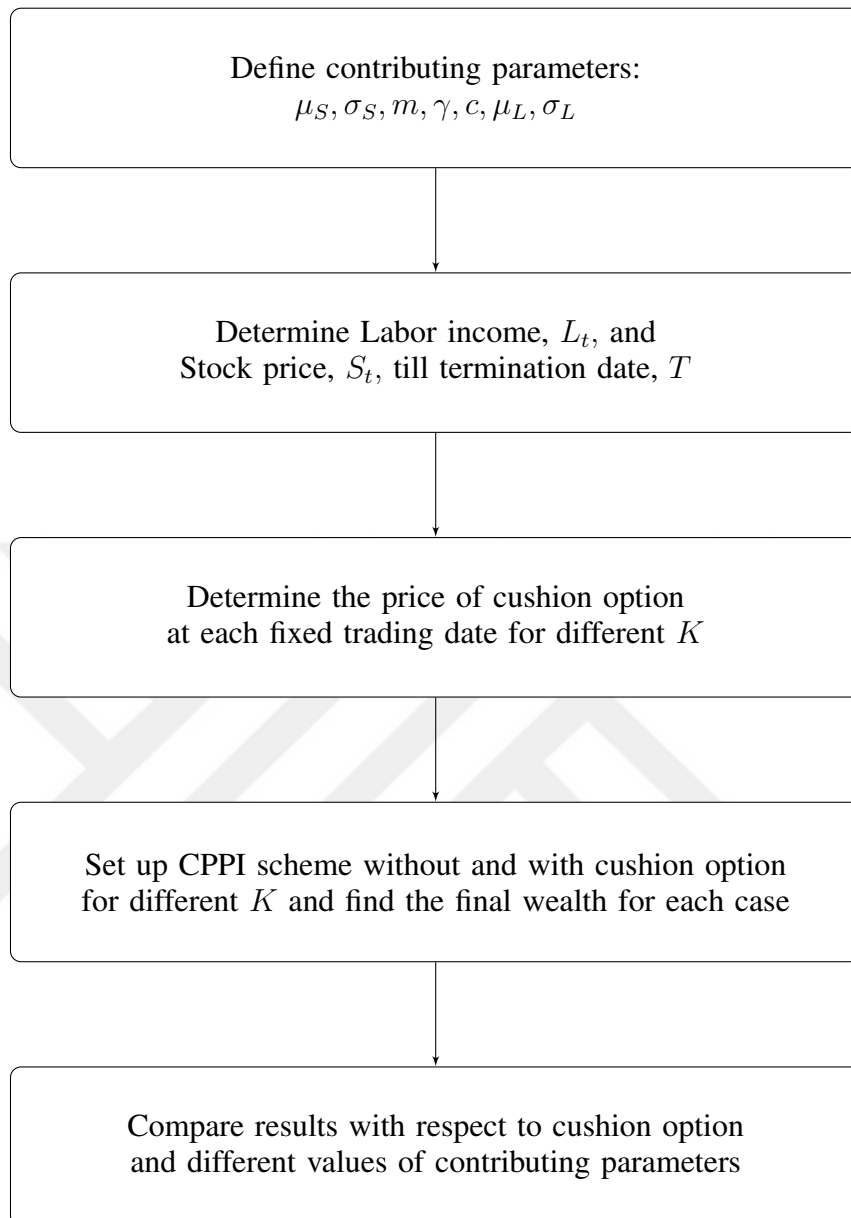 Define contributing parameters:
μ_S, σ_S, m, γ, c, μ_L, σ_L
Determine Labor income, L_t, and
Stock price, S_t, till termination date, T
Determine the price of cushion option
at each fixed trading date for different K
Set up CPPI scheme without and with cushion option
for different K and find the final wealth for each case
Compare results with respect to cushion option
and different values of contributing parameters